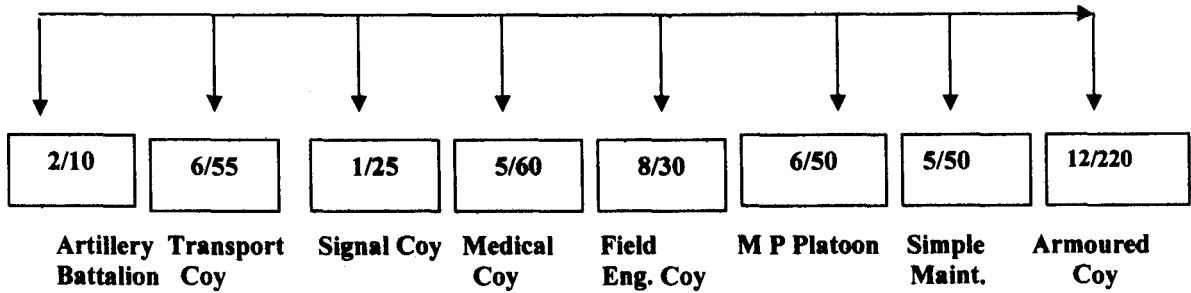 2/10 6/55 1/25 5/60 8/30 6/50 5/50 12/220
Artillery Transport Signal Coy Medical Field M P Platoon Simple Armoured
Battalion Coy Coy Eng. Coy Maint. Coy